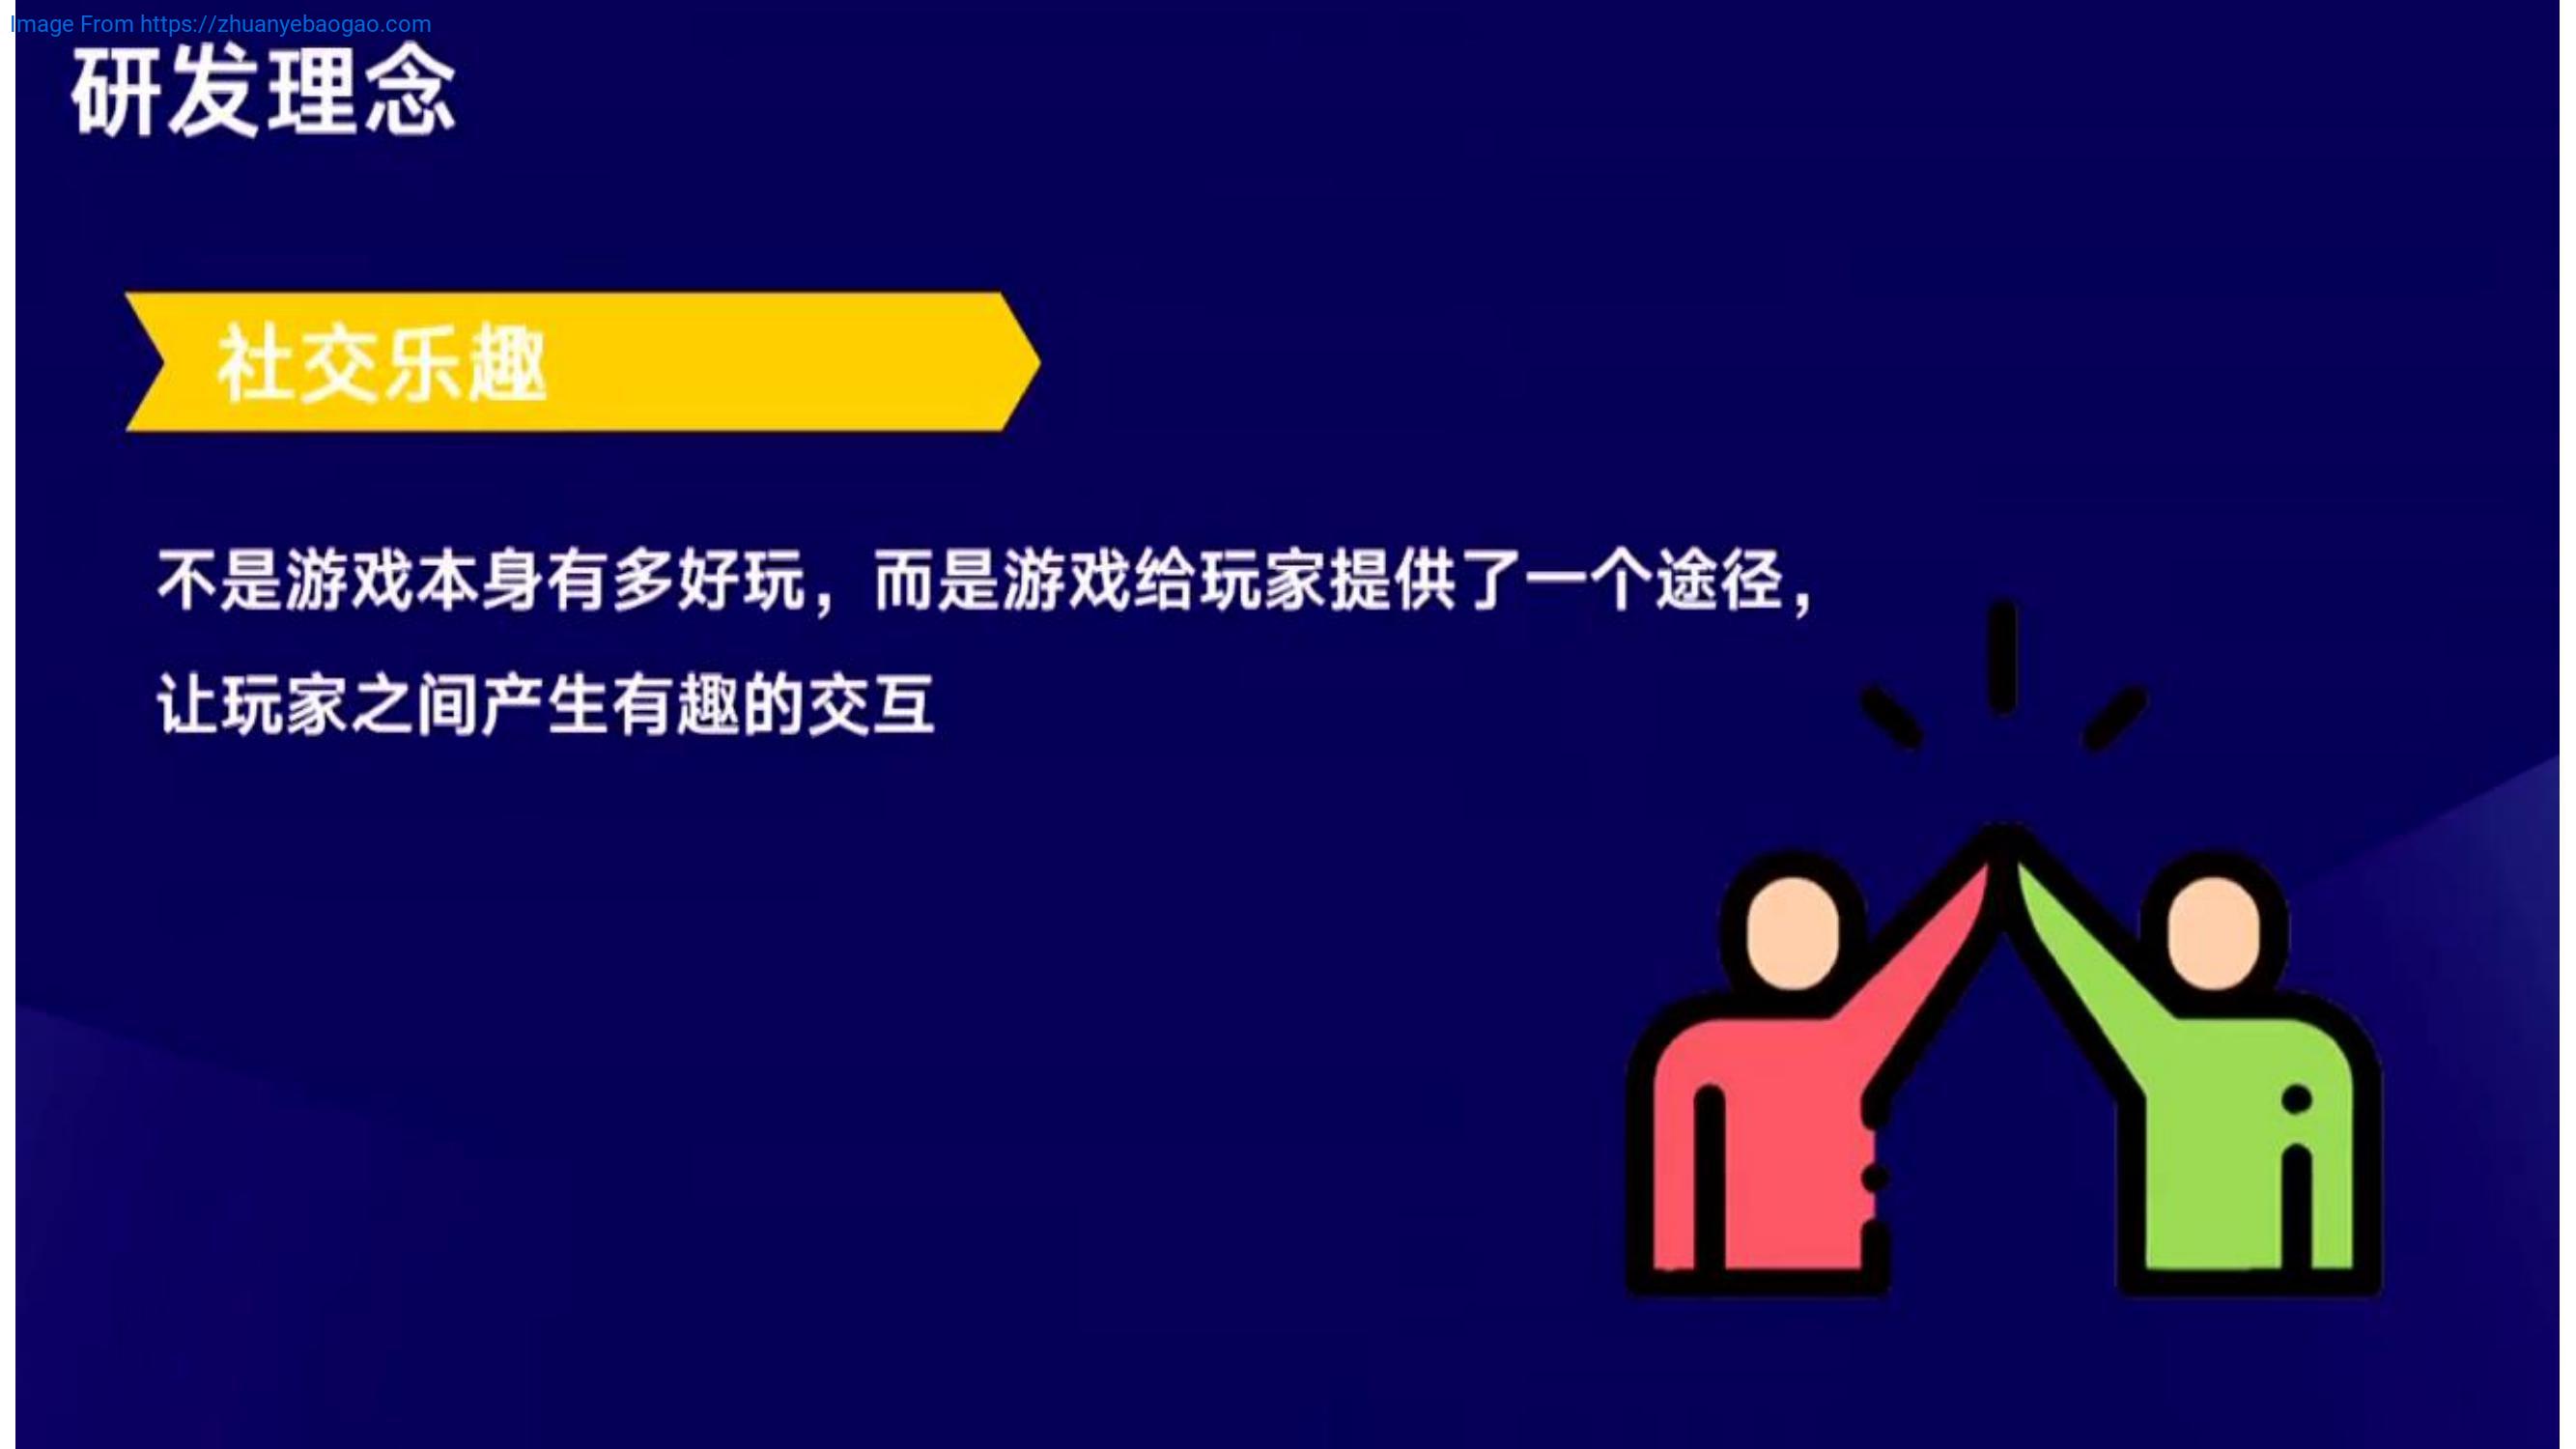 Image From https://zhuanyebaogao.com
研发理念
社交乐趣
不是游戏本身有多好玩，而是游戏给玩家提供了一个途径，
让玩家之间产生有趣的交互